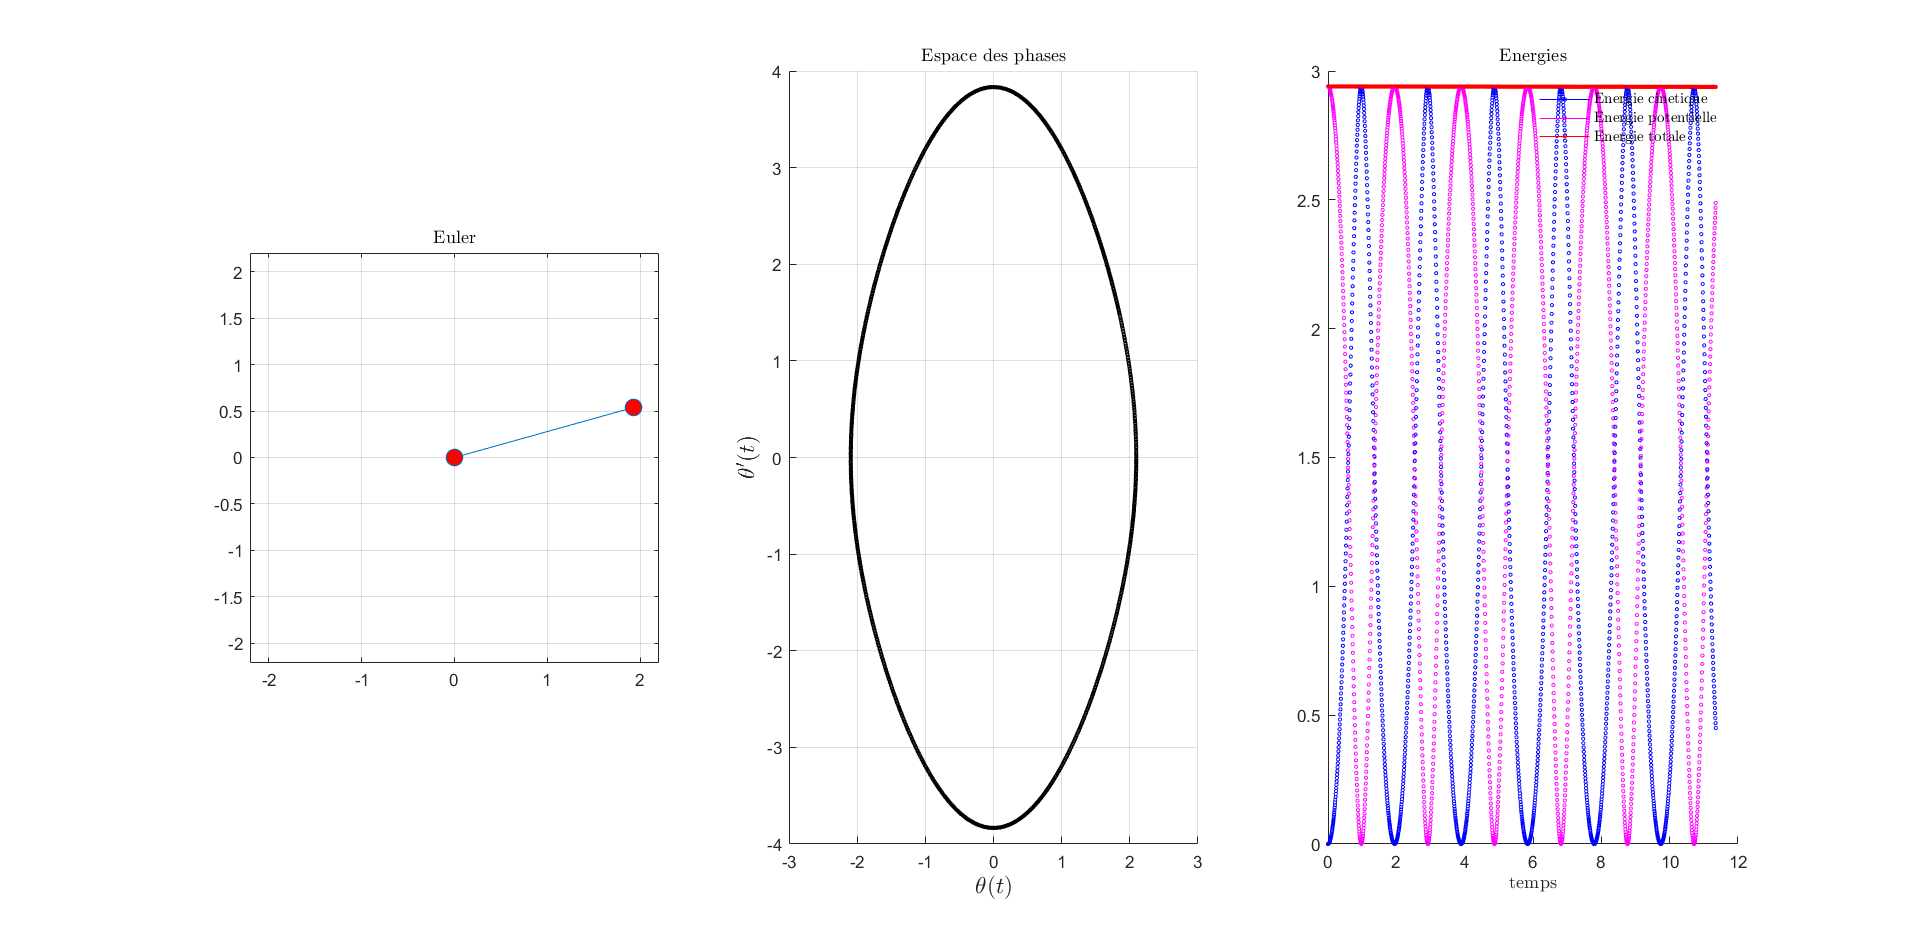 Euler
2
1.5
1
0.5
0
-0.5
-1
-1.5
-2
-2 -1 0 1 2
Espace des phases
4
3
2
1
0
-1
-2
-3
-4
θ′(t)
-3 -2 -1 0 1 2 3
θ(t)
Energies
3
2.5
2
1.5
1
0.5
0
Energie cinetique
Energie potentielle
Energie totale
0 2 4 6 8 10 12
temps